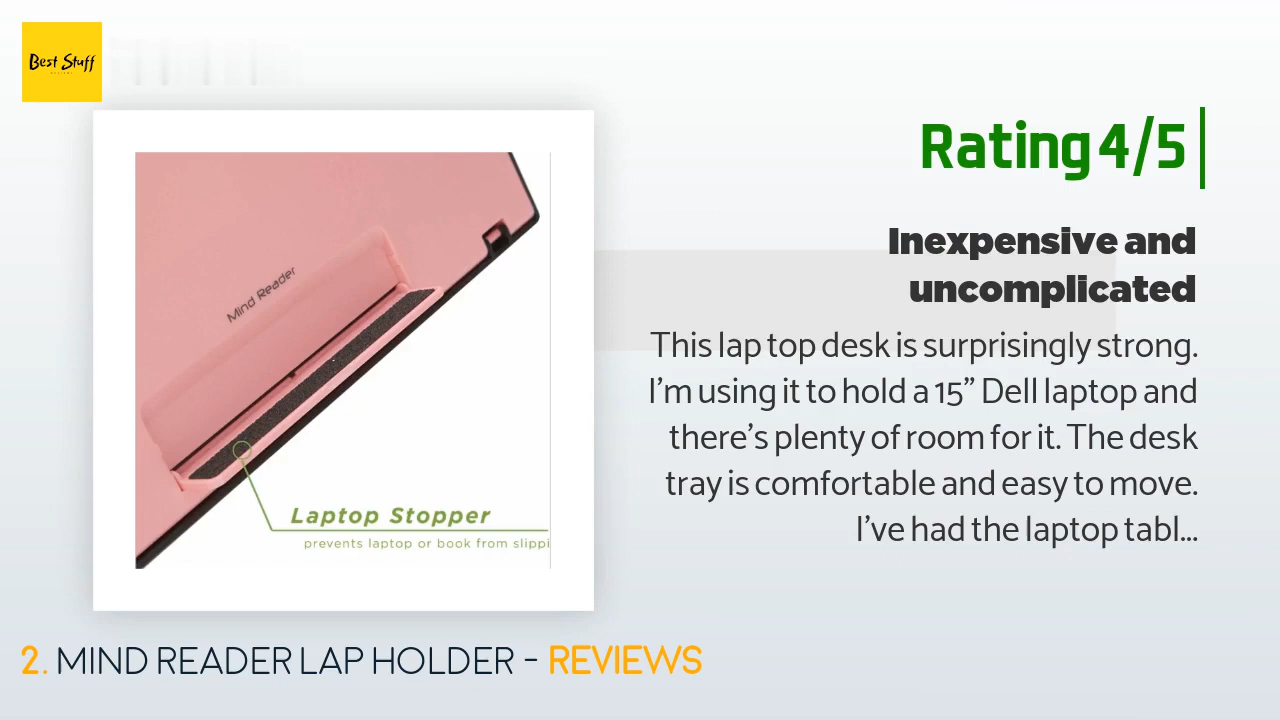 Best Stuff
Rating 4/5
Inexpensive and
uncomplicated
This lap top desk is surprisingly strong.
I'm using it to hold a 15” Dell laptop and
there's plenty of room for it. The desk
tray is comfortable and easy to move.
I've had the laptop tabl...
Mind Reader
Laptop Stopper
prevents laptop or book from slippi
2. MIND READER LAP HOLDER - REVIEWS